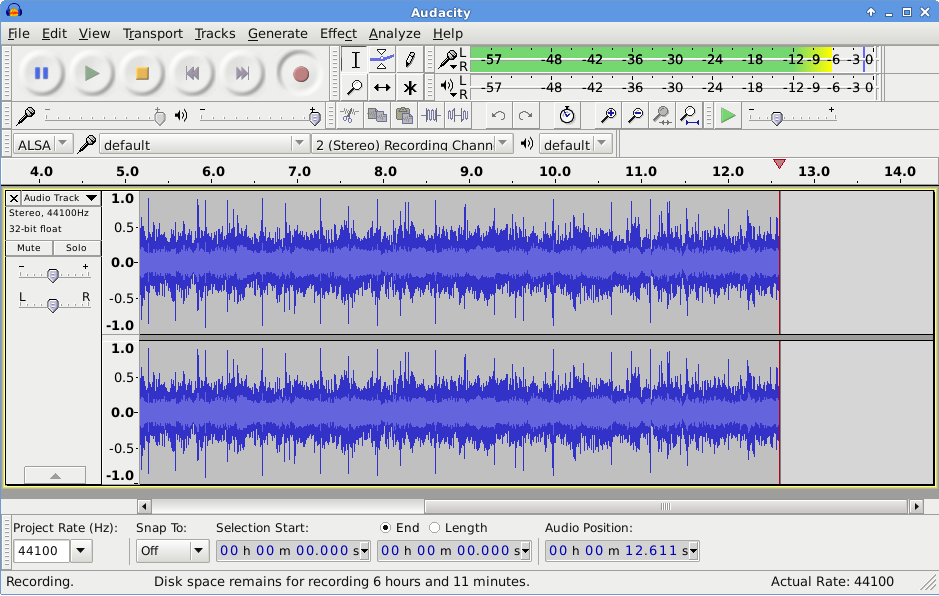 Audacity
File Edit View Transport Tracks Generate Effect Analyze Help
L
R
-57 -48 -42 -36 -30 -24 -18 -12 -9 -6 -3 0
L
R
-57 -48 -42 -36 -30 -24 -18 -12 -9 -6 -3 0
- + - + - +
ALSA default 2 (Stereo) Recording Chann default
4.0 5.0 6.0 7.0 8.0 9.0 10.0 11.0 12.0 13.0 14.0
Audio Track
Stereo, 44100Hz
32-bit float
Mute Solo
- +
L R
1.0
0.5-
0.0-
-0.5-
-1.0
1.0
0.5-
0.0-
-0.5-
-1.0
Project Rate (Hz): Snap To: Selection Start: End Length Audio Position:
44100 Off 00 h 00 m 00.000 s 00 h 00 m 00.000 s 00 h 00 m 12.611 s
Recording. Disk space remains for recording 6 hours and 11 minutes. Actual Rate: 44100